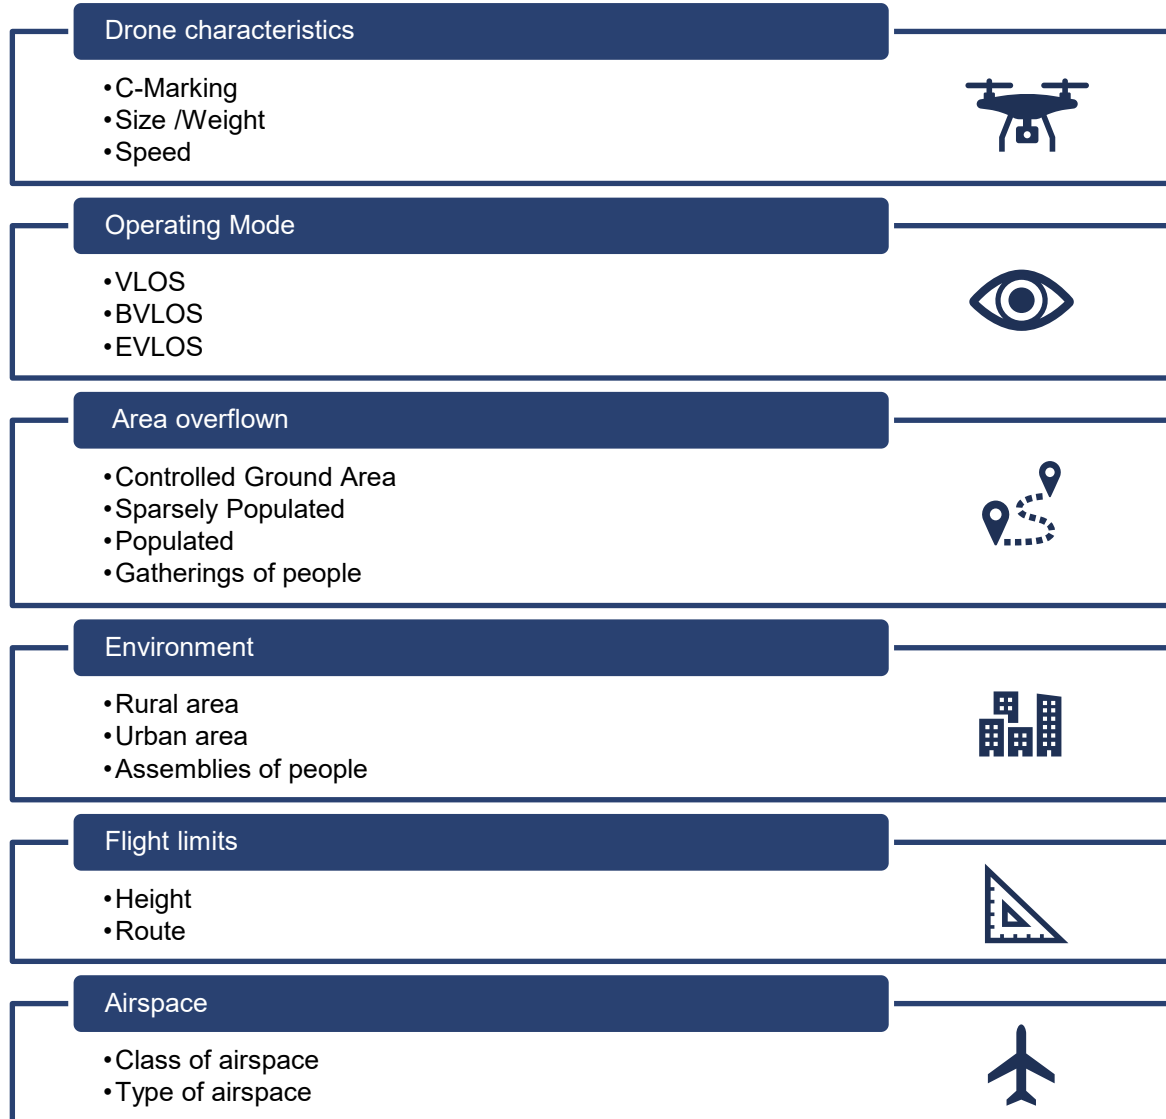 Drone characteristics
•C-Marking
•Size /Weight
•Speed
Operating Mode
•VLOS
•BVLOS
•EVLOS
Area overflown
•Controlled Ground Area
•Sparsely Populated
•Populated
•Gatherings of people
Environment
•Rural area
•Urban area
•Assemblies of people
Flight limits
•Height
•Route
Airspace
•Class of airspace
•Type of airspace